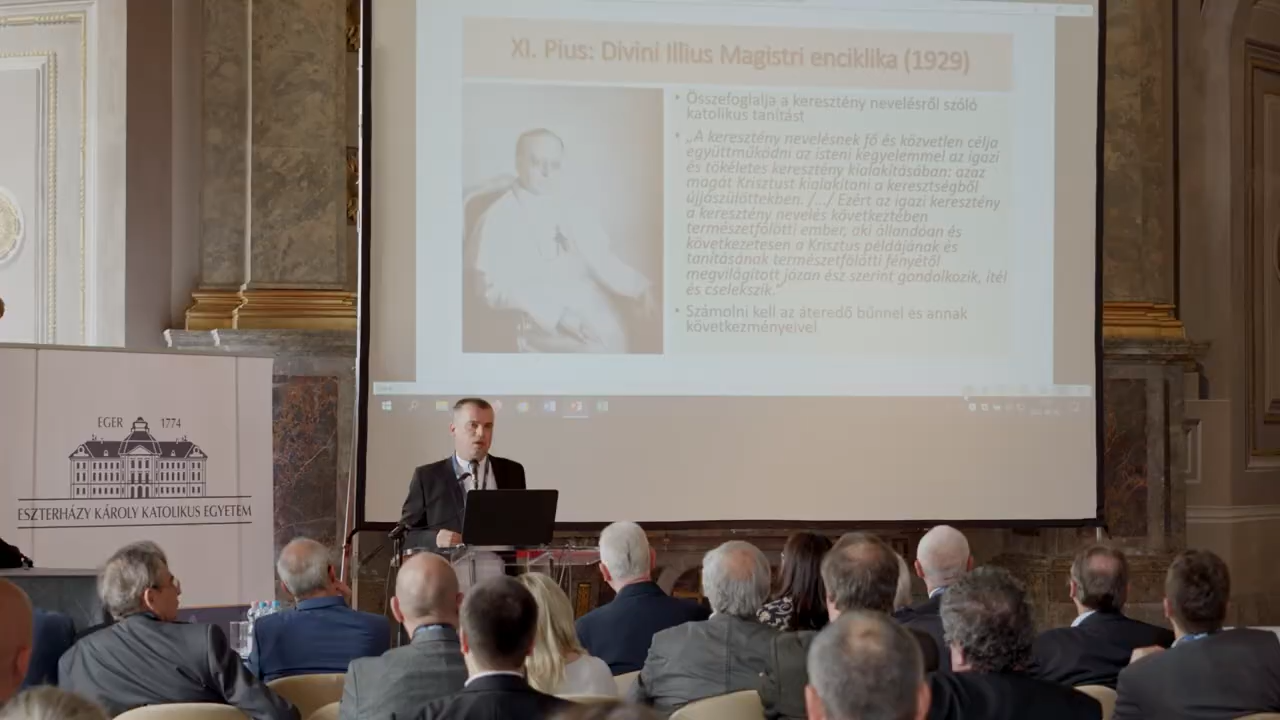 XI. Pius: Divini Illius Magistri enciklika (1929)
• Összefoglalja a keresztény nevelésről szóló
katolikus tanítást
• „A keresztény nevelésnek fő és közvetlen célja
együttműködni az isteni kegyelemmel az igazi
és tökéletes keresztény kialakításában: azaz
magát Krisztust kialakítani a keresztségből
újjászülöttekben. /.../ Ezért az igazi keresztény
a keresztény nevelés következtében
természetfölötti ember, aki állandóan és
következetesen a Krisztus példájának és
tanításának természetfölötti fényétől
megvilágított józan ész szerint gondolkozik, ítél
és cselekszik."
• Számolni kell az áteredő bűnnel és annak
következményeivel
EGER 1774
ESZTERHÁZY KÁROLY KATOLIKUS EGYETEM